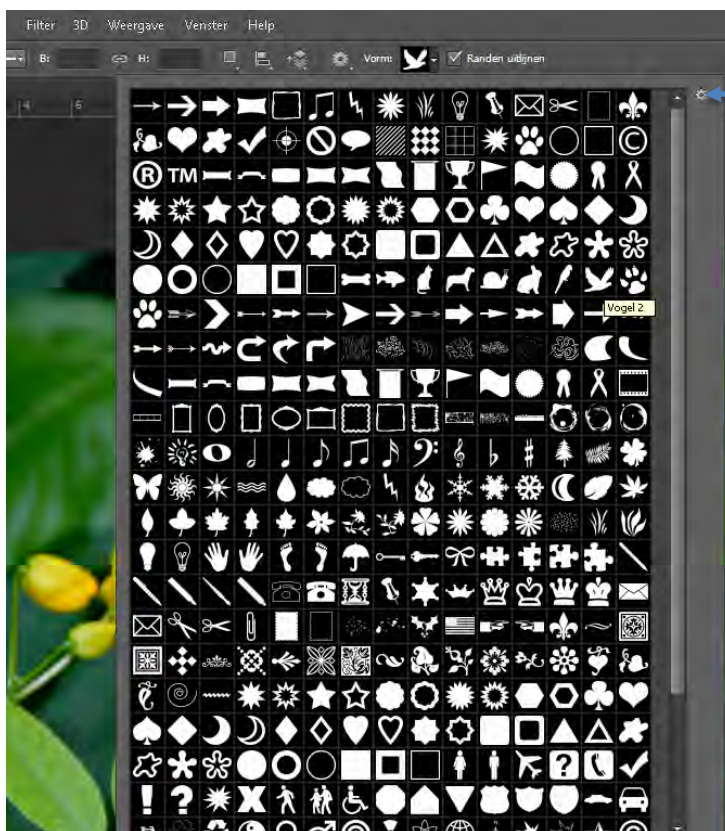 Filter 3D Weergave Venster Help
B: H: Vorm: Randen uitlijnen
4 6
©
® TM
Vogel 2
? 
! ? X